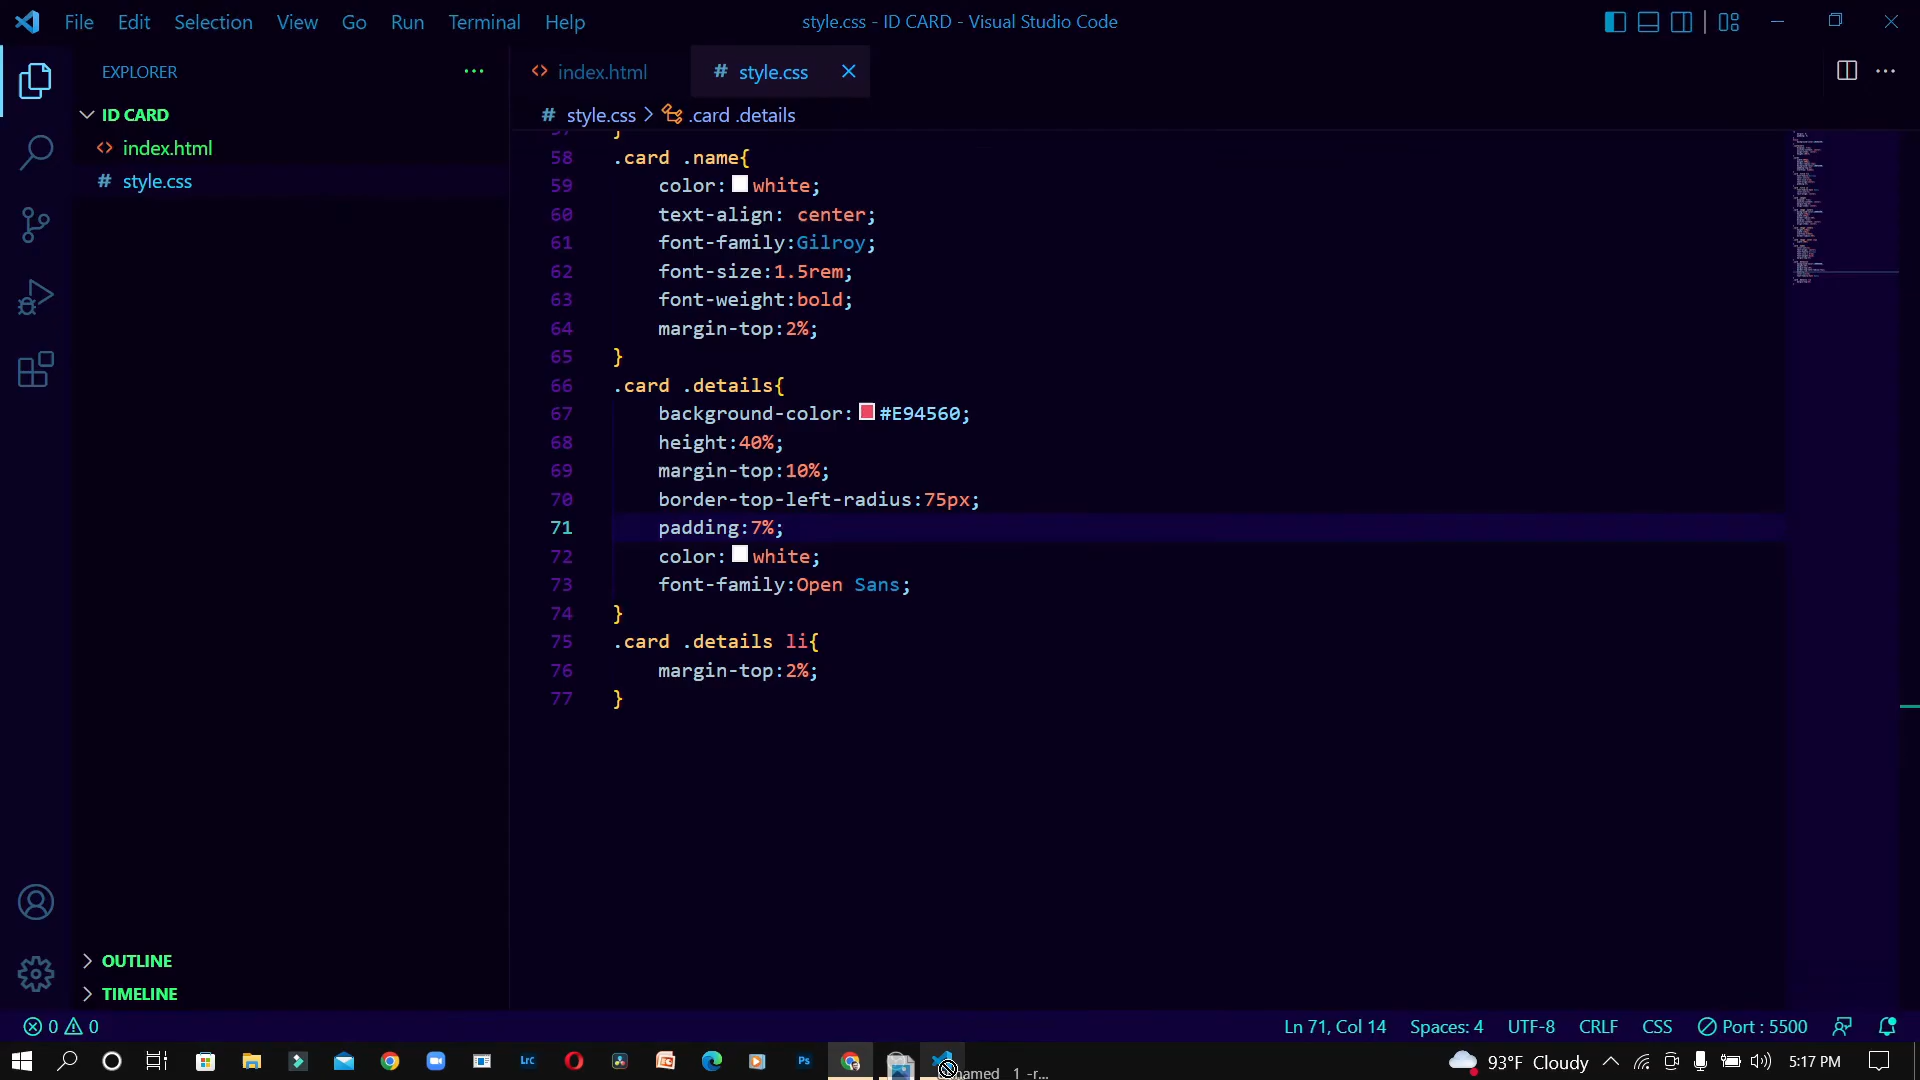 File Edit Selection View Go Run Terminal Help
style.css - ID CARD - Visual Studio Code
EXPLORER
ID CARD
index.html
style.css
index.html
# style.css
# style.css > .card .details
58 .card .name{
59 color: white;
60 text-align: center;
61 font-family:Gilroy;
62 font-size:1.5rem;
63 font-weight:bold;
64 margin-top:2%;
65 }
66 .card .details{
67 background-color: #E94560;
68 height:40%;
69 margin-top:10%;
70 border-top-left-radius:75px;
71 padding:7%;
72 color: white;
73 font-family:Open Sans;
74 }
75 .card .details li{
76 margin-top:2%;
77 }
OUTLINE
TIMELINE
0 0
Ln 71, Col 14 Spaces: 4 UTF-8 CRLF CSS Port : 5500
Lrc
Ps
93°F Cloudy
5:17 PM